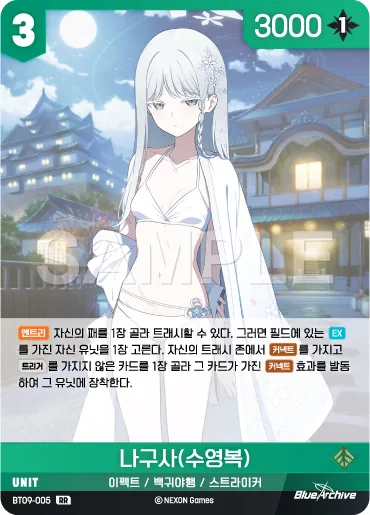 3
3000 1
SAMPLE
엔트리 자신의 패를 1장 골라 트래시할 수 있다. 그러면 필드에 있는 EX
를 가진 자신 유닛을 1장 고른다. 자신의 트래시 존에서 커넥트 를 가지고
트리거 를 가지지 않은 카드를 1장 골라 그 카드가 가진 커넥트 효과를 발동
하여 그 유닛에 장착한다.
나구사(수영복)
UNIT 이펙트 / 백귀야행 / 스트라이커
BT09-005 RR © NEXON Games BlueArchive